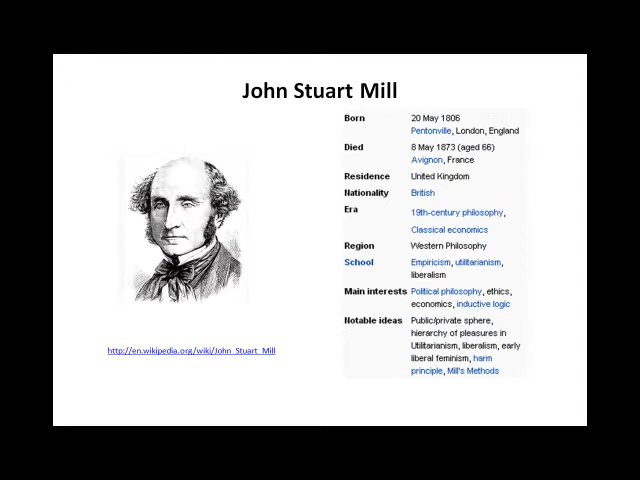 John Stuart Mill
Born 20 May 1806
Pentonville, London, England
Died 8 May 1873 (aged 66)
Avignon, France
Residence United Kingdom
Nationality British
Era 19th-century philosophy,
Classical economics
Region Western Philosophy
School Empiricism, utilitarianism,
liberalism
Main interests Political philosophy, ethics,
economics, inductive logic
Notable ideas Public/private sphere,
hierarchy of pleasures in
Utilitarianism, liberalism, early
liberal feminism, harm
principle, Mill's Methods
http://en.wikipedia.org/wiki/John_Stuart_Mill